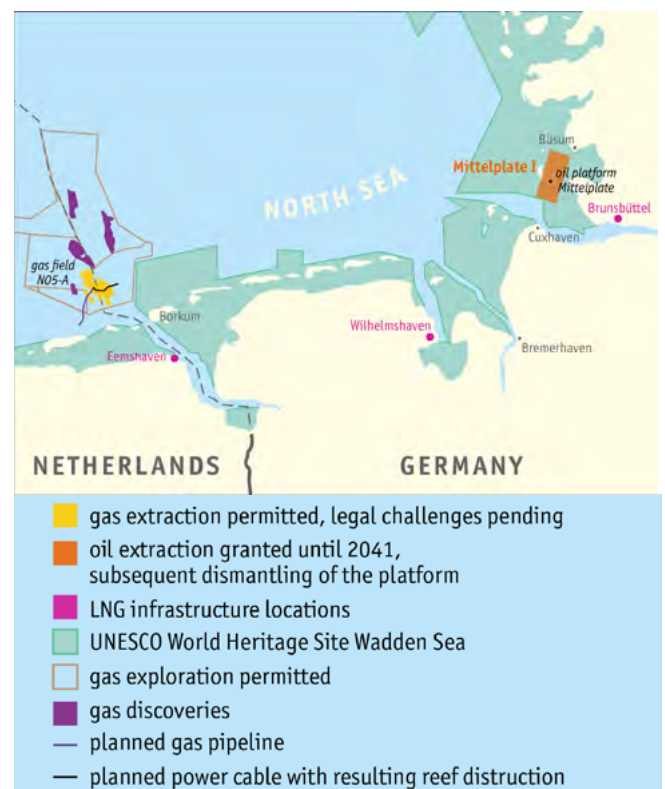 Büsum
Mittelplate I
oil platform
Mittelplate
NORTH SEA
Brunsbüttel
Cuxhaven
gas field
N05-A
Borkum
Wilhelmshaven
Eemshaven
Bremerhaven
NETHERLANDS
GERMANY
gas extraction permitted, legal challenges pending
oil extraction granted until 2041,
subsequent dismantling of the platform
LNG infrastructure locations
UNESCO World Heritage Site Wadden Sea
gas exploration permitted
gas discoveries
planned gas pipeline
planned power cable with resulting reef distruction